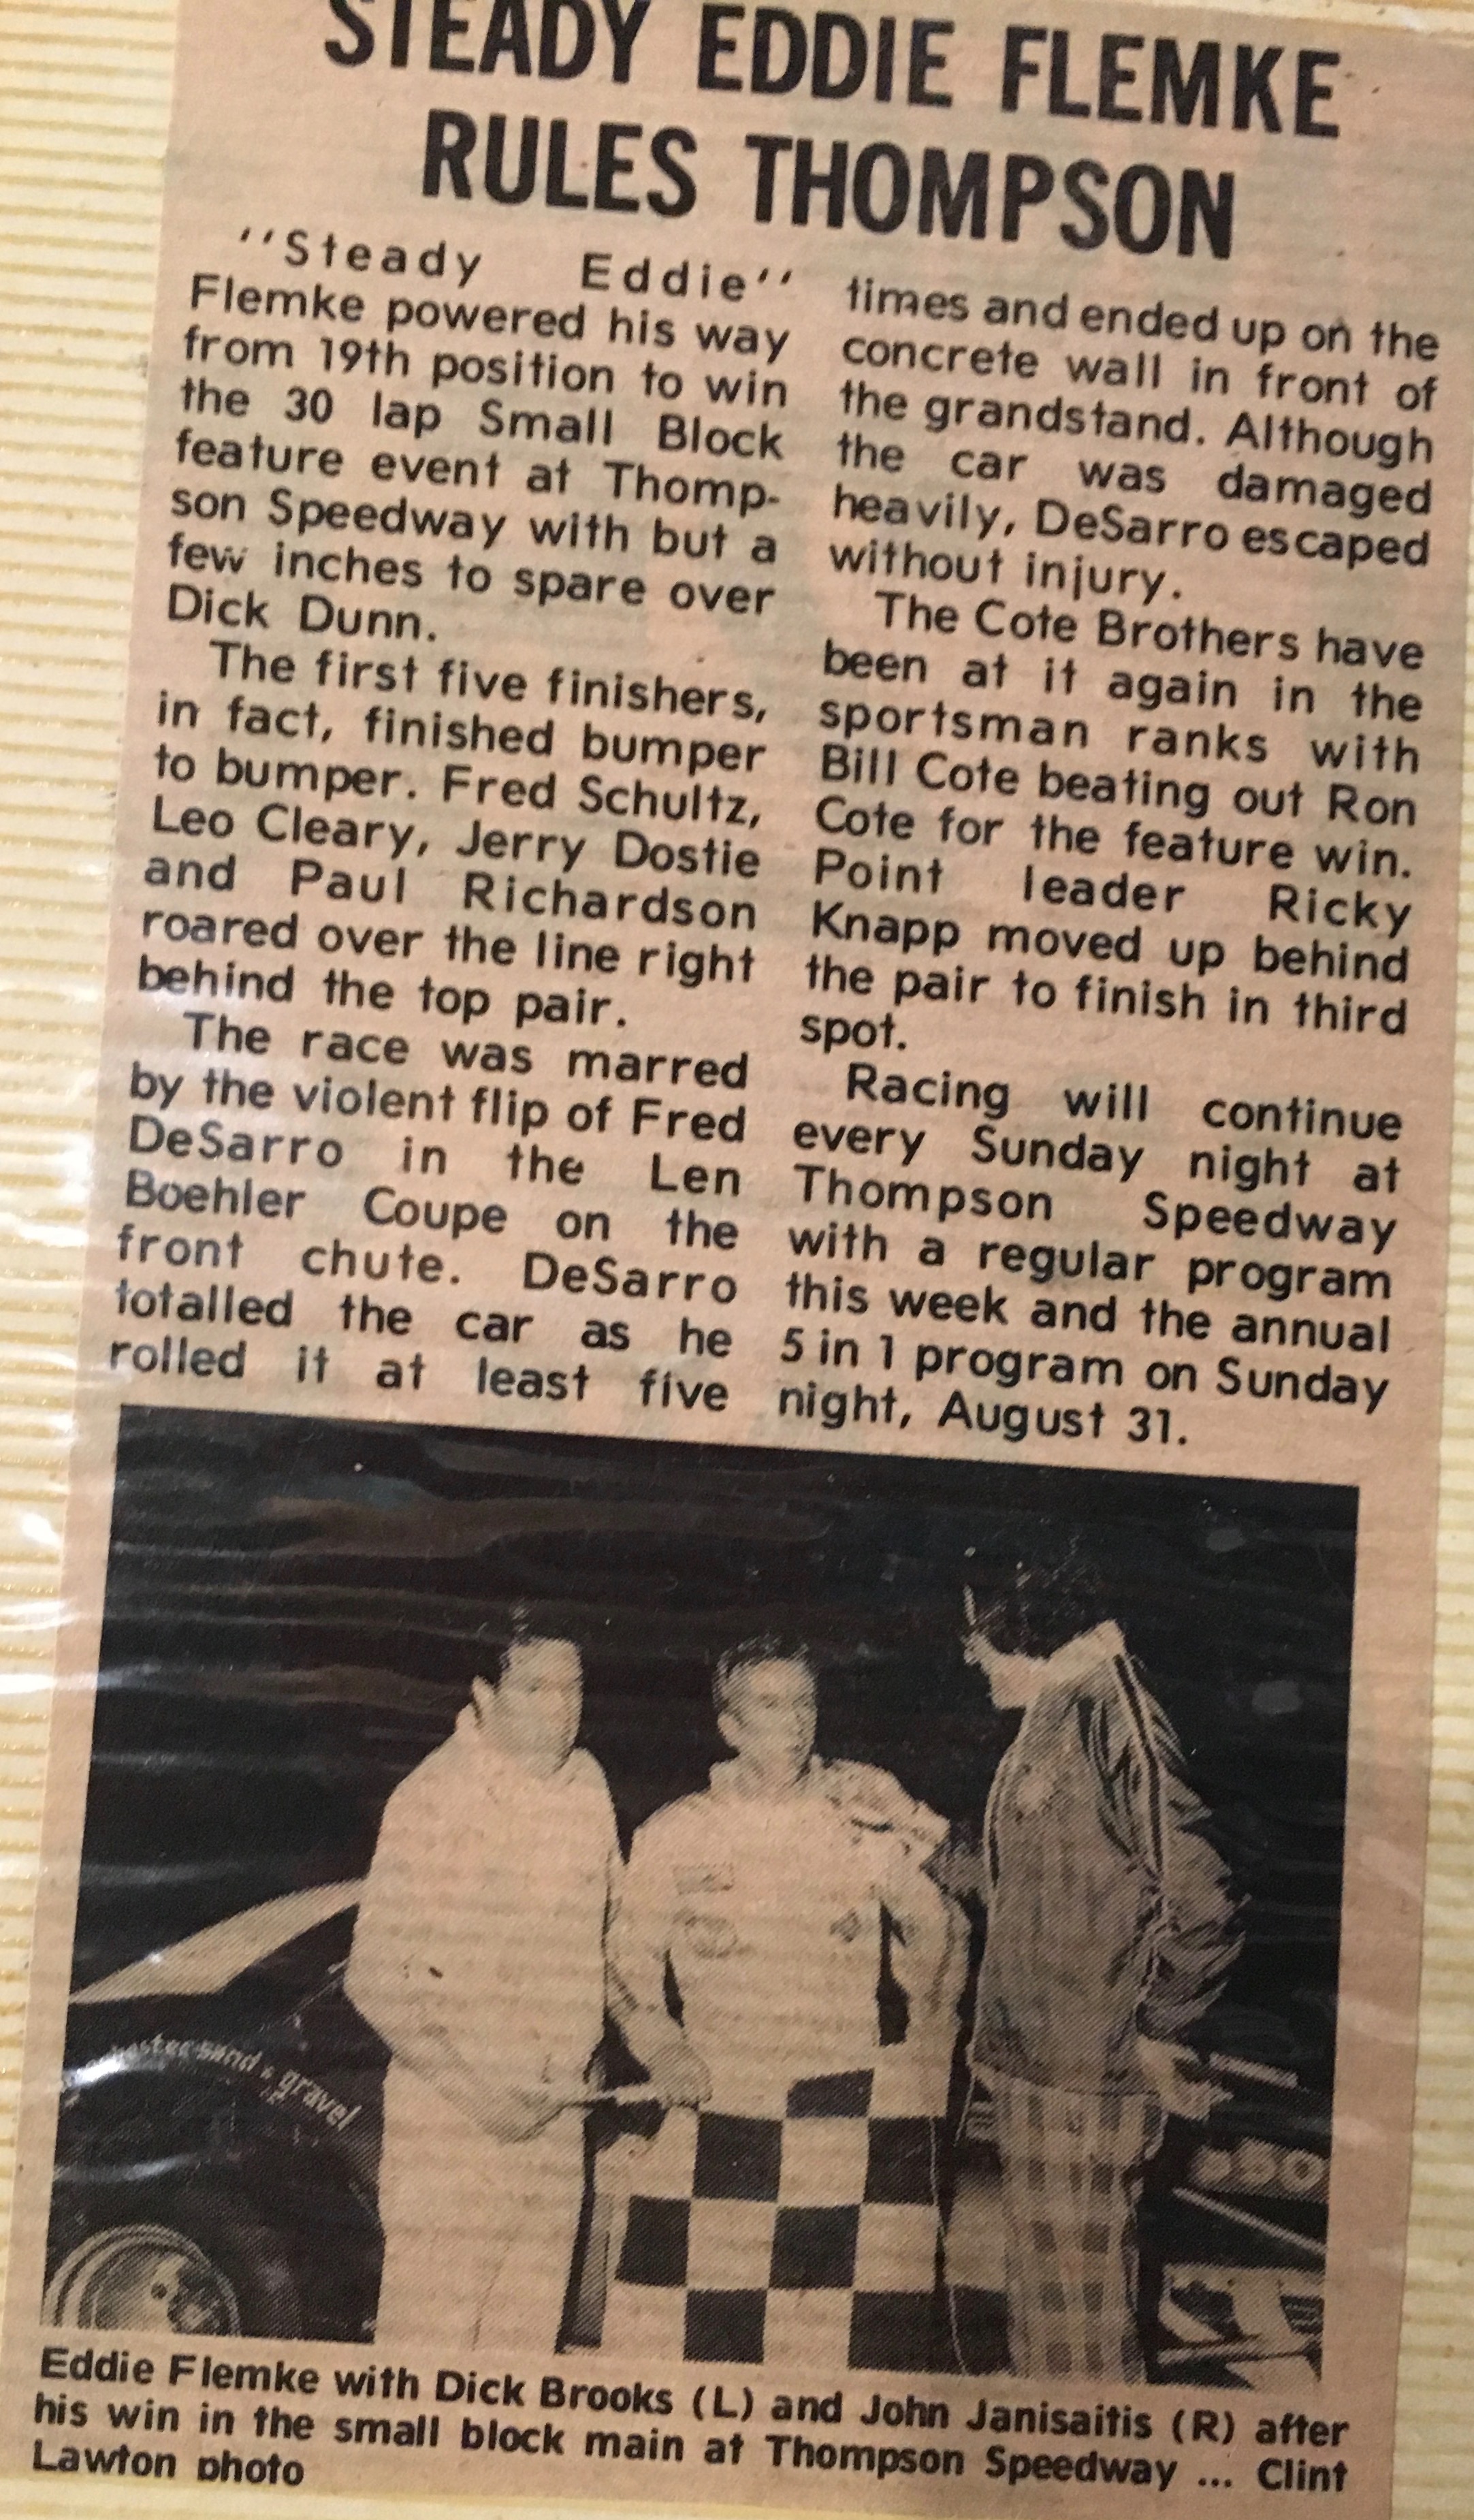 STEADY EDDIE FLEMKE
RULES THOMPSON
''Steady Eddie''
Flemke powered his way
from 19th position to win
the 30 lap Small Block
feature event at Thomp-
son Speedway with but a
few inches to spare over
Dick Dunn.
The first five finishers,
in fact, finished bumper
to bumper. Fred Schultz,
Leo Cleary, Jerry Dostie
and Paul Richardson
roared over the line right
behind the top pair.
The race was marred
by the violent flip of Fred
DeSarro in the Len
Boehler Coupe on the
front chute. DeSarro
totalled the car as he
rolled it at least five
times and ended up on the
concrete wall in front of
the grandstand. Although
the car was damaged
heavily, DeSarro escaped
without injury.
The Cote Brothers have
been at it again in the
sportsman ranks with
Bill Cote beating out Ron
Cote for the feature win.
Point leader Ricky
Knapp moved up behind
the pair to finish in third
spot.
Racing will continue
every Sunday night at
Thompson Speedway
with a regular program
this week and the annual
5 in 1 program on Sunday
night, August 31.
sand & gravel
Eddie Flemke with Dick Brooks (L) and John Janisaitis (R) after
his win in the small block main at Thompson Speedway ... Clint
Lawton photo